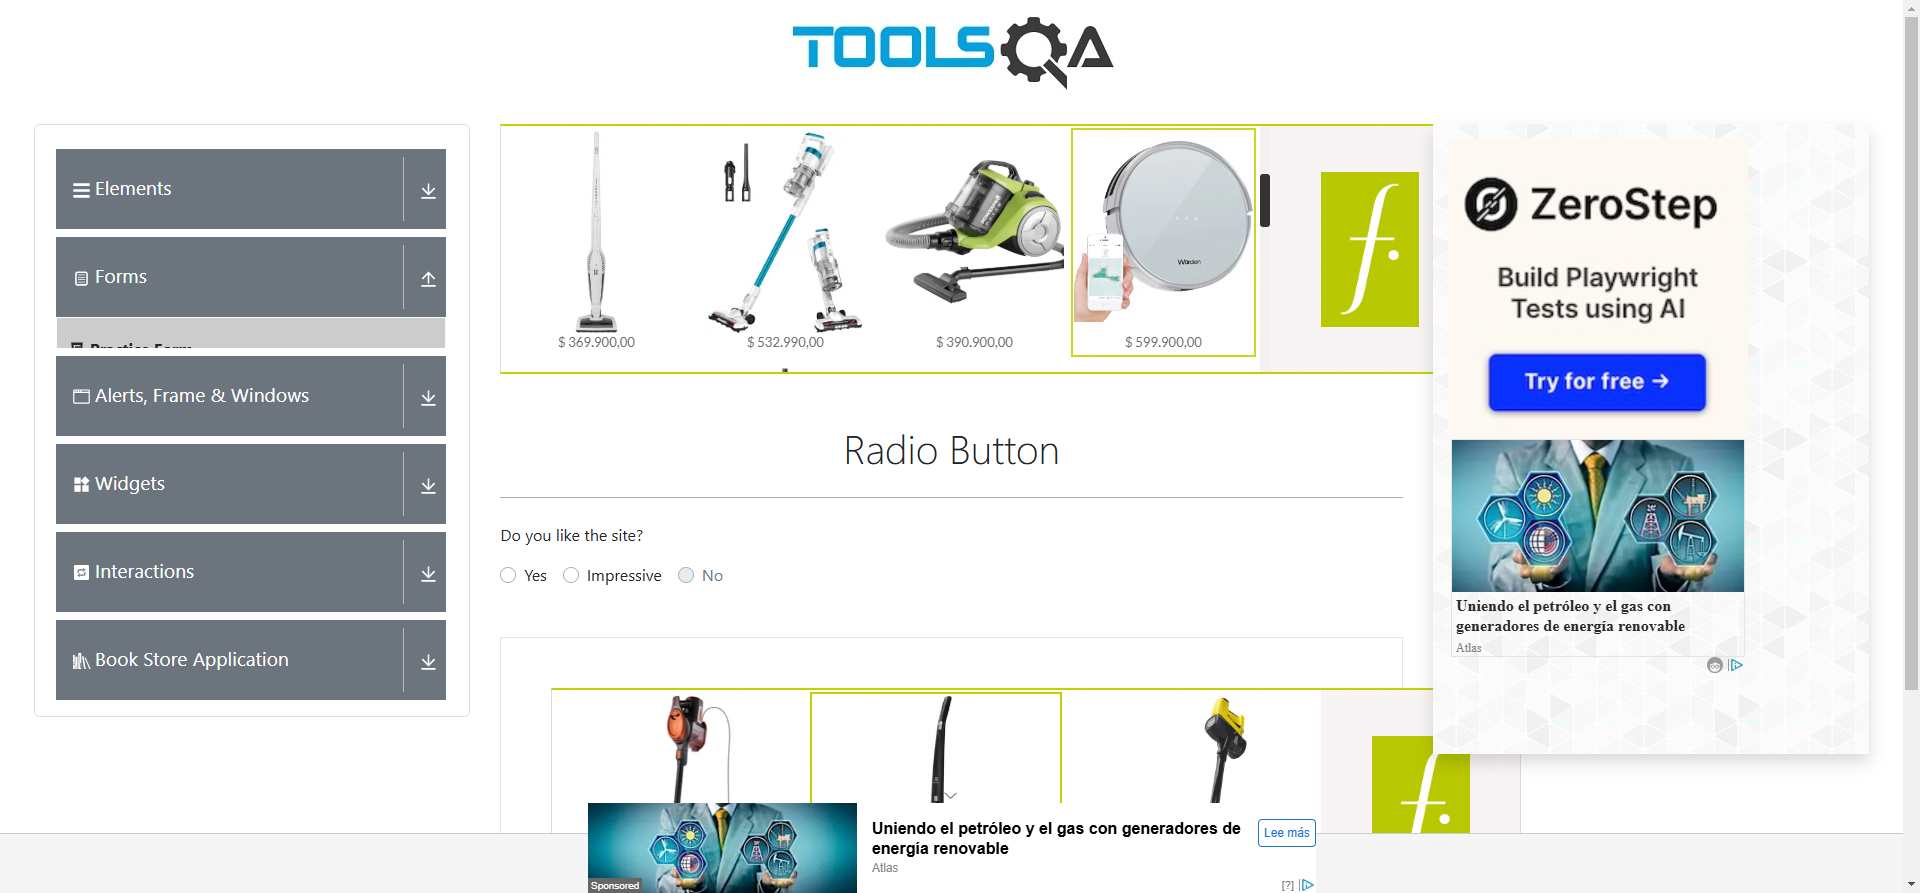 TOOLSQA
Elements
Forms
Practice Form
Alerts, Frame & Windows
Widgets
Interactions
Book Store Application
$ 369.900,00
$ 532.990,00
$ 390.900,00
Warden
$ 599.900,00
f.
Radio Button
Do you like the site?
Yes
Impressive
No
f.
ZeroStep
Build Playwright
Tests using AI
Try for free →
Uniendo el petróleo y el gas con
generadores de energía renovable
Atlas
Sponsored
Uniendo el petróleo y el gas con generadores de
energía renovable
Atlas
Lee más
[?]